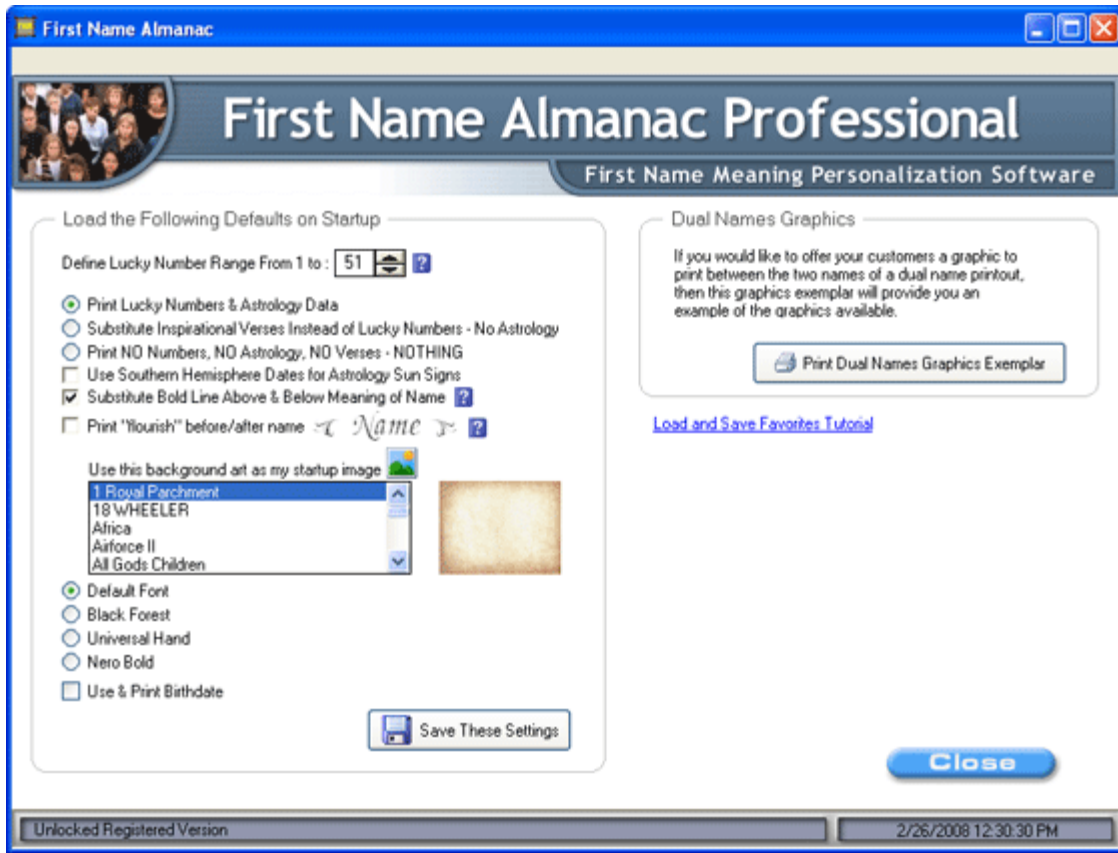 First Name Almanac
First Name Almanac Professional
First Name Meaning Personalization Software
Load the Following Defaults on Startup
Define Lucky Number Range From 1 to : 51 ?
Print Lucky Numbers & Astrology Data
Substitute Inspirational Verses Instead of Lucky Numbers - No Astrology
Print NO Numbers, NO Astrology, NO Verses - NOTHING
Use Southern Hemisphere Dates for Astrology Sun Signs
Substitute Bold Line Above & Below Meaning of Name ?
Print "flourish" before/after name Name ?
Use this background art as my startup image
1 Royal Parchment
18 WHEELER
Africa
Airforce II
All Gods Children
Default Font
Black Forest
Universal Hand
Nero Bold
Use & Print Birthdate
Save These Settings
Dual Names Graphics
If you would like to offer your customers a graphic to
print between the two names of a dual name printout,
then this graphics exemplar will provide you an
example of the graphics available.
Print Dual Names Graphics Exemplar
Load and Save Favorites Tutorial
Close
Unlocked Registered Version
2/26/2008 12:30:30 PM